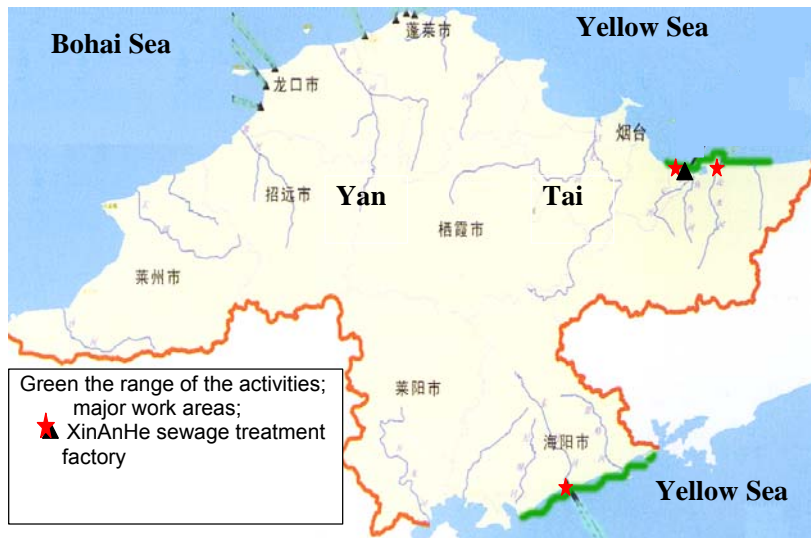 Bohai Sea
Yellow Sea
蓬莱市
龙口市
烟台
招远市
Yan
Tai
栖霞市
莱州市
莱阳市
海阳市
Yellow Sea
Green the range of the activities;
major work areas;
XinAnHe sewage treatment
factory